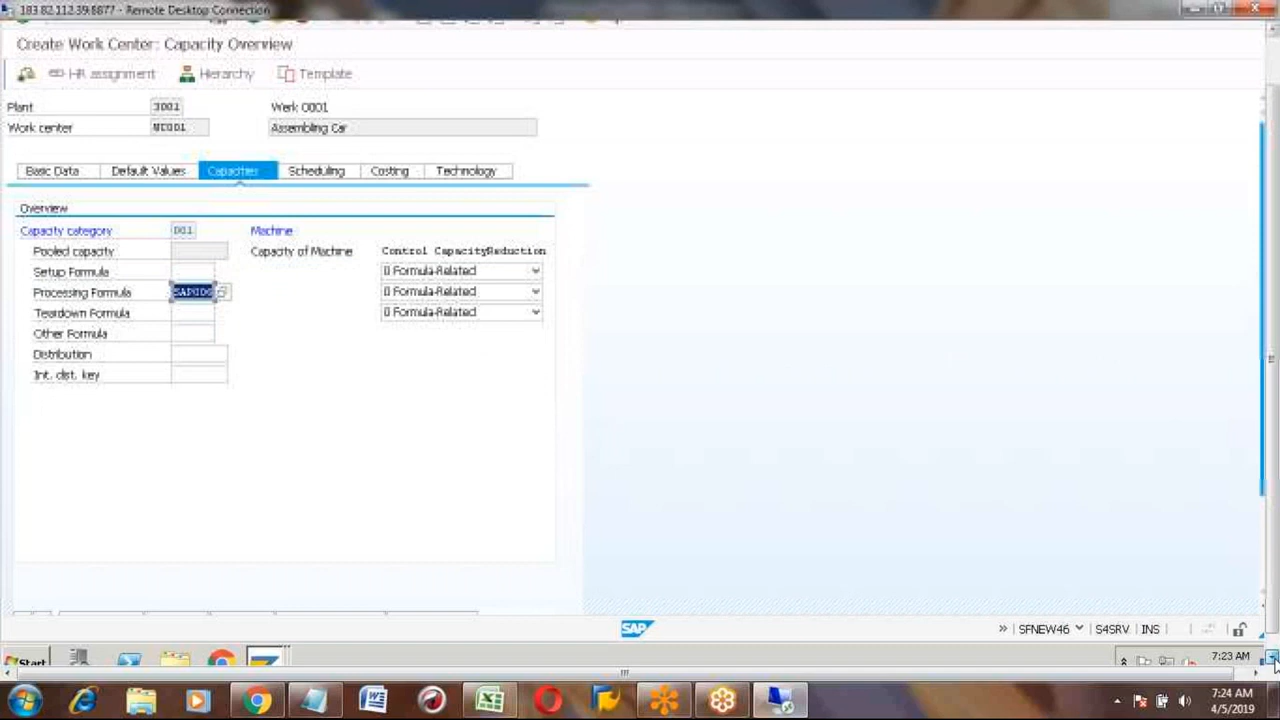 183.82.112.39:8877 - Remote Desktop Connection
Create Work Center: Capacity Overview
HR assignment Hierarchy Template
Plant 3001 Werk 0001
Work center WC001 Assembling Car
Basic Data Default Values Capacities Scheduling Costing Technology
Overview
Capacity category 001 Machine
Pooled capacity Capacity of Machine Control CapacityReduction
Setup Formula 0 Formula-Related
Processing Formula SAP006 0 Formula-Related
Teardown Formula 0 Formula-Related
Other Formula
Distribution
Int. dist. key
SAP
SFNEW46 S4SRV INS
Start 7:23 AM
7:24 AM
4/5/2019